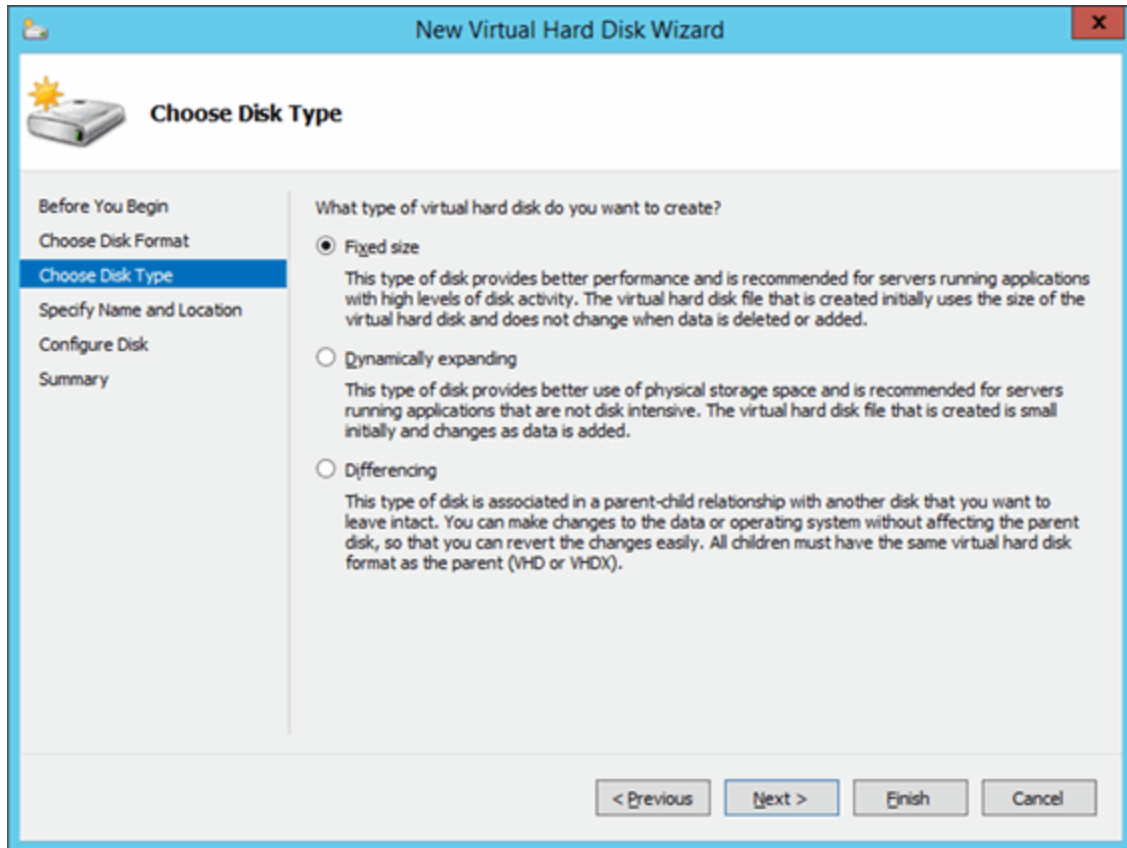 New Virtual Hard Disk Wizard
x
Choose Disk Type
Before You Begin
Choose Disk Format
Choose Disk Type
Specify Name and Location
Configure Disk
Summary
What type of virtual hard disk do you want to create?
Fixed size
This type of disk provides better performance and is recommended for servers running applications
with high levels of disk activity. The virtual hard disk file that is created initially uses the size of the
virtual hard disk and does not change when data is deleted or added.
Dynamically expanding
This type of disk provides better use of physical storage space and is recommended for servers
running applications that are not disk intensive. The virtual hard disk file that is created is small
initially and changes as data is added.
Differencing
This type of disk is associated in a parent-child relationship with another disk that you want to
leave intact. You can make changes to the data or operating system without affecting the parent
disk, so that you can revert the changes easily. All children must have the same virtual hard disk
format as the parent (VHD or VHDX).
< Previous
Next >
Finish
Cancel